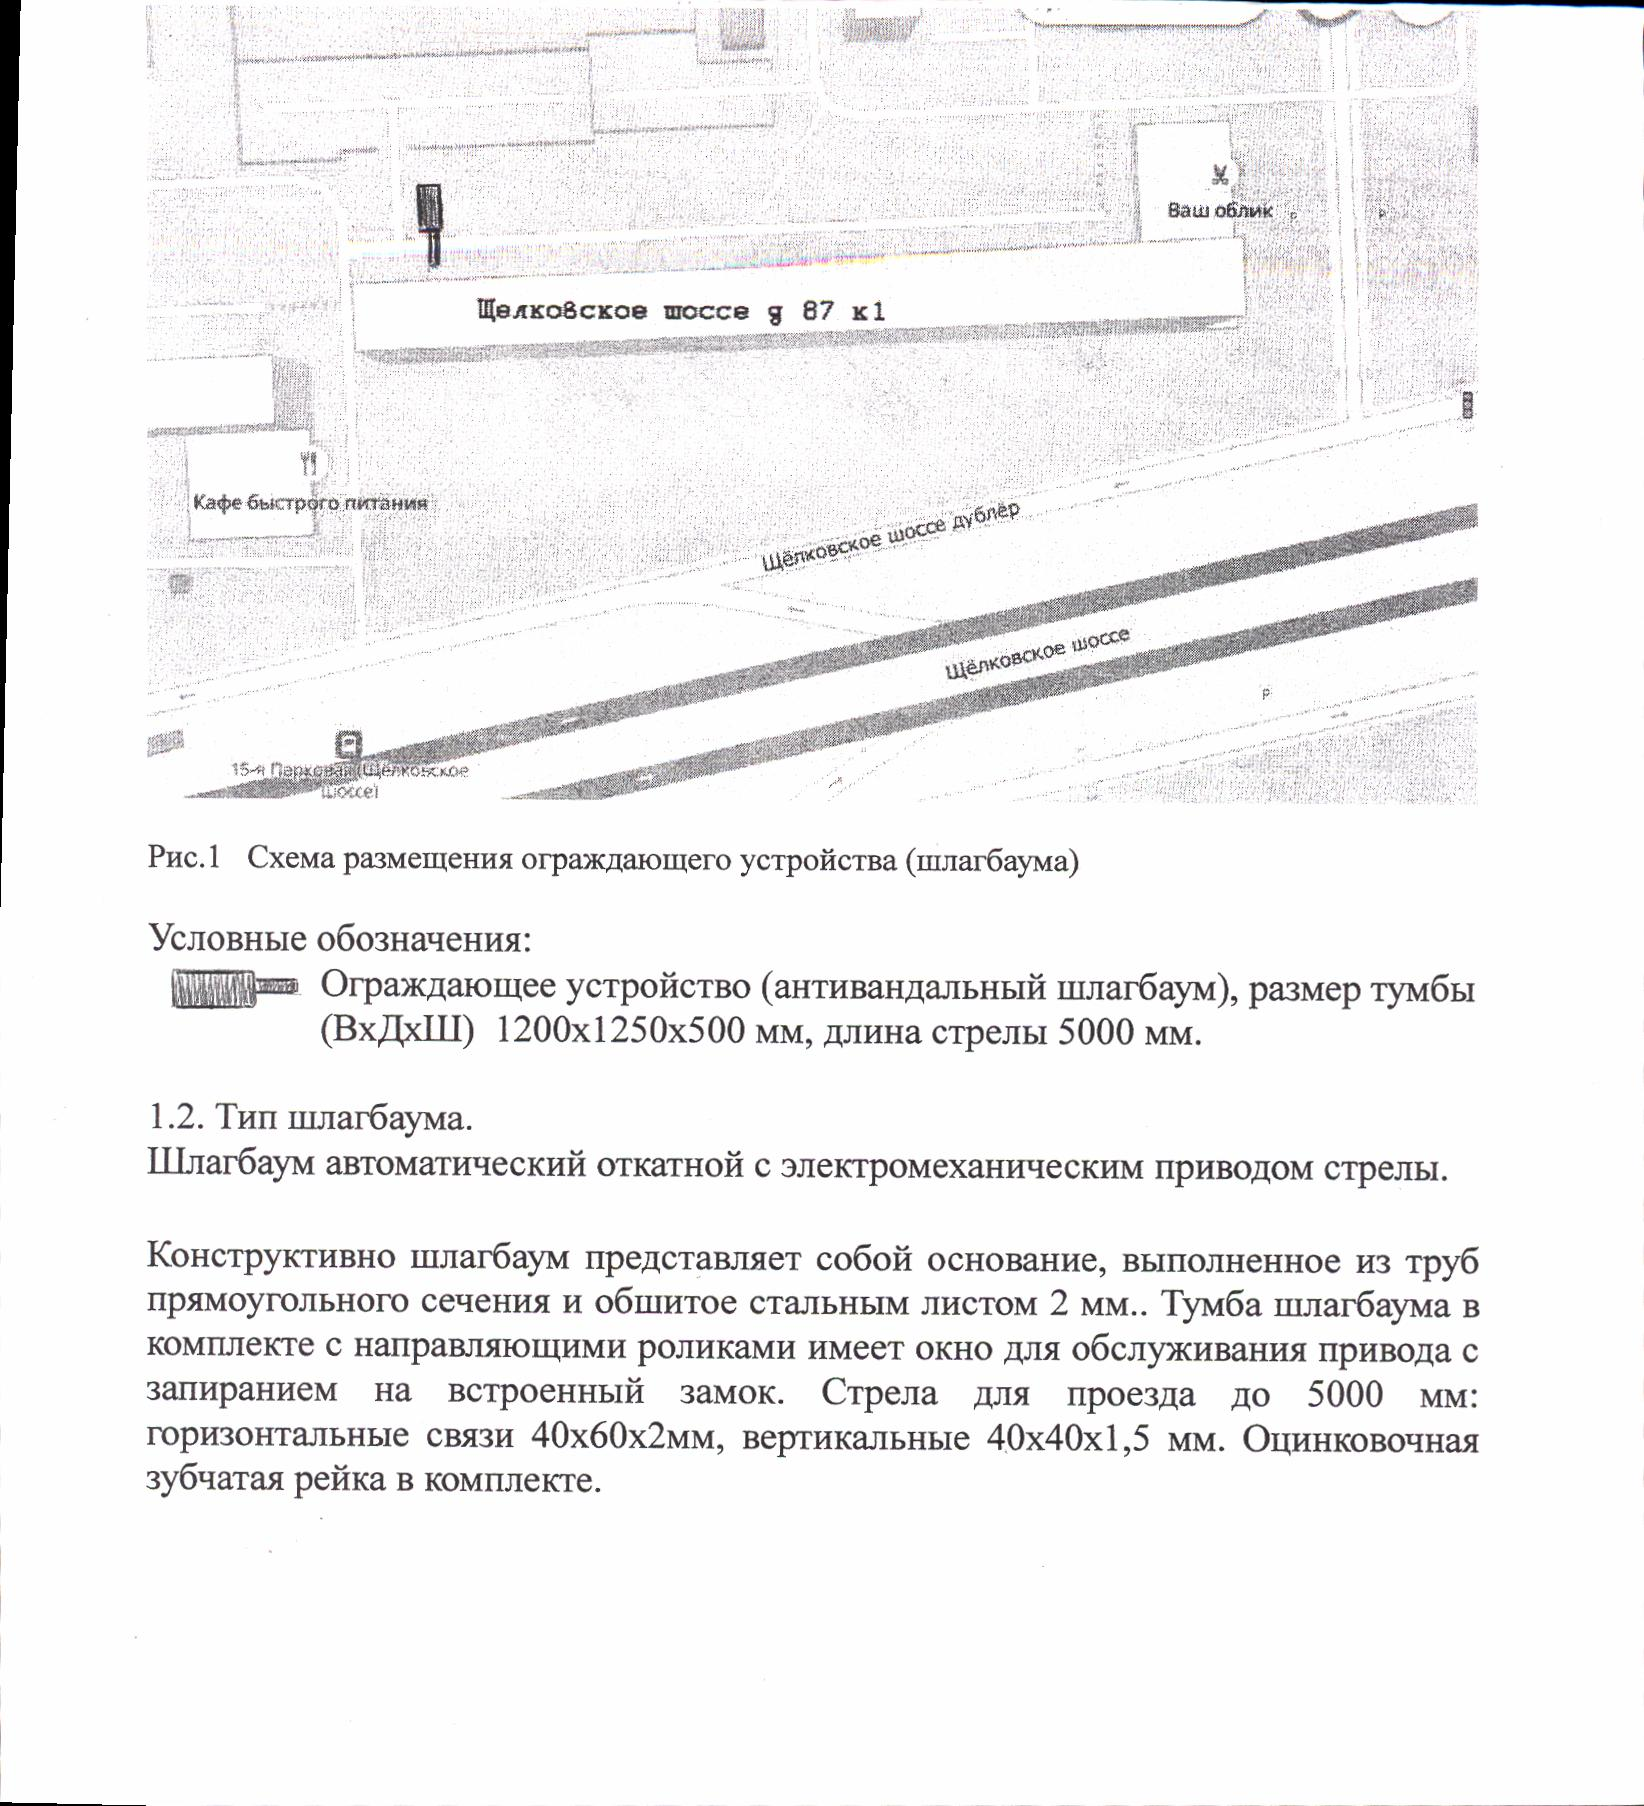 Ваш облик
Р
Р
Щелковское шоссе д 87 к1
Кафе быстрого питания
Щёлковское шоссе дублёр
Щёлковское шоссе
Р
15-я Парковая (Щёлковское
шоссе)
Рис.1 Схема размещения ограждающего устройства (шлагбаума)
Условные обозначения:
Ограждающее устройство (антивандальный шлагбаум), размер тумбы
(ВхДхШ) 1200х1250х500 мм, длина стрелы 5000 мм.
1.2. Тип шлагбаума.
Шлагбаум автоматический откатной с электромеханическим приводом стрелы.
Конструктивно шлагбаум представляет собой основание, выполненное из труб
прямоугольного сечения и обшитое стальным листом 2 мм.. Тумба шлагбаума в
комплекте с направляющими роликами имеет окно для обслуживания привода с
запиранием на встроенный замок. Стрела для проезда до 5000 мм:
горизонтальные связи 40х60х2мм, вертикальные 40х40х1,5 мм. Оцинковочная
зубчатая рейка в комплекте.